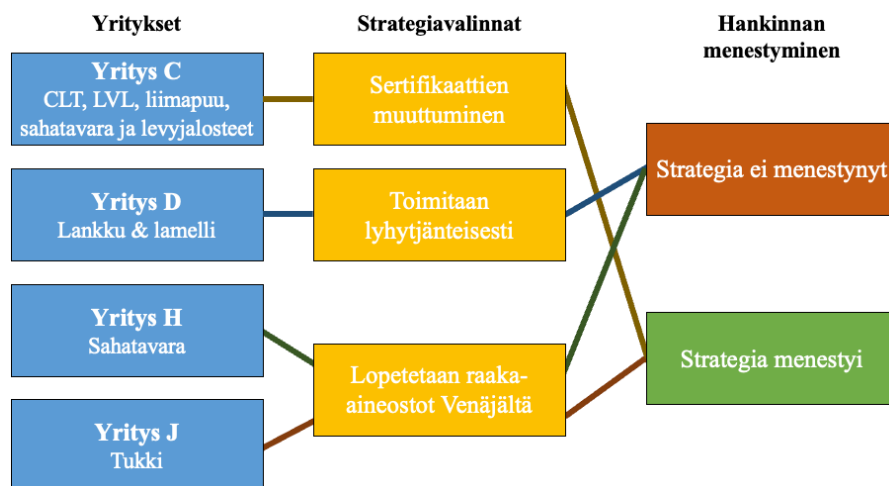 Yritykset
Strategiavalinnat
Hankinnan
menestyminen
Yritys C
CLT, LVL, liimapuu,
sahatavara ja levyjalosteet
Sertifikaattien
muuttuminen
Strategia ei menestynyt
Yritys D
Lankku & lamelli
Toimitaan
lyhytjänteisesti
Yritys H
Sahatavara
Strategia menestyi
Lopetetaan raaka-
aineostot Venäjältä
Yritys J
Tukki